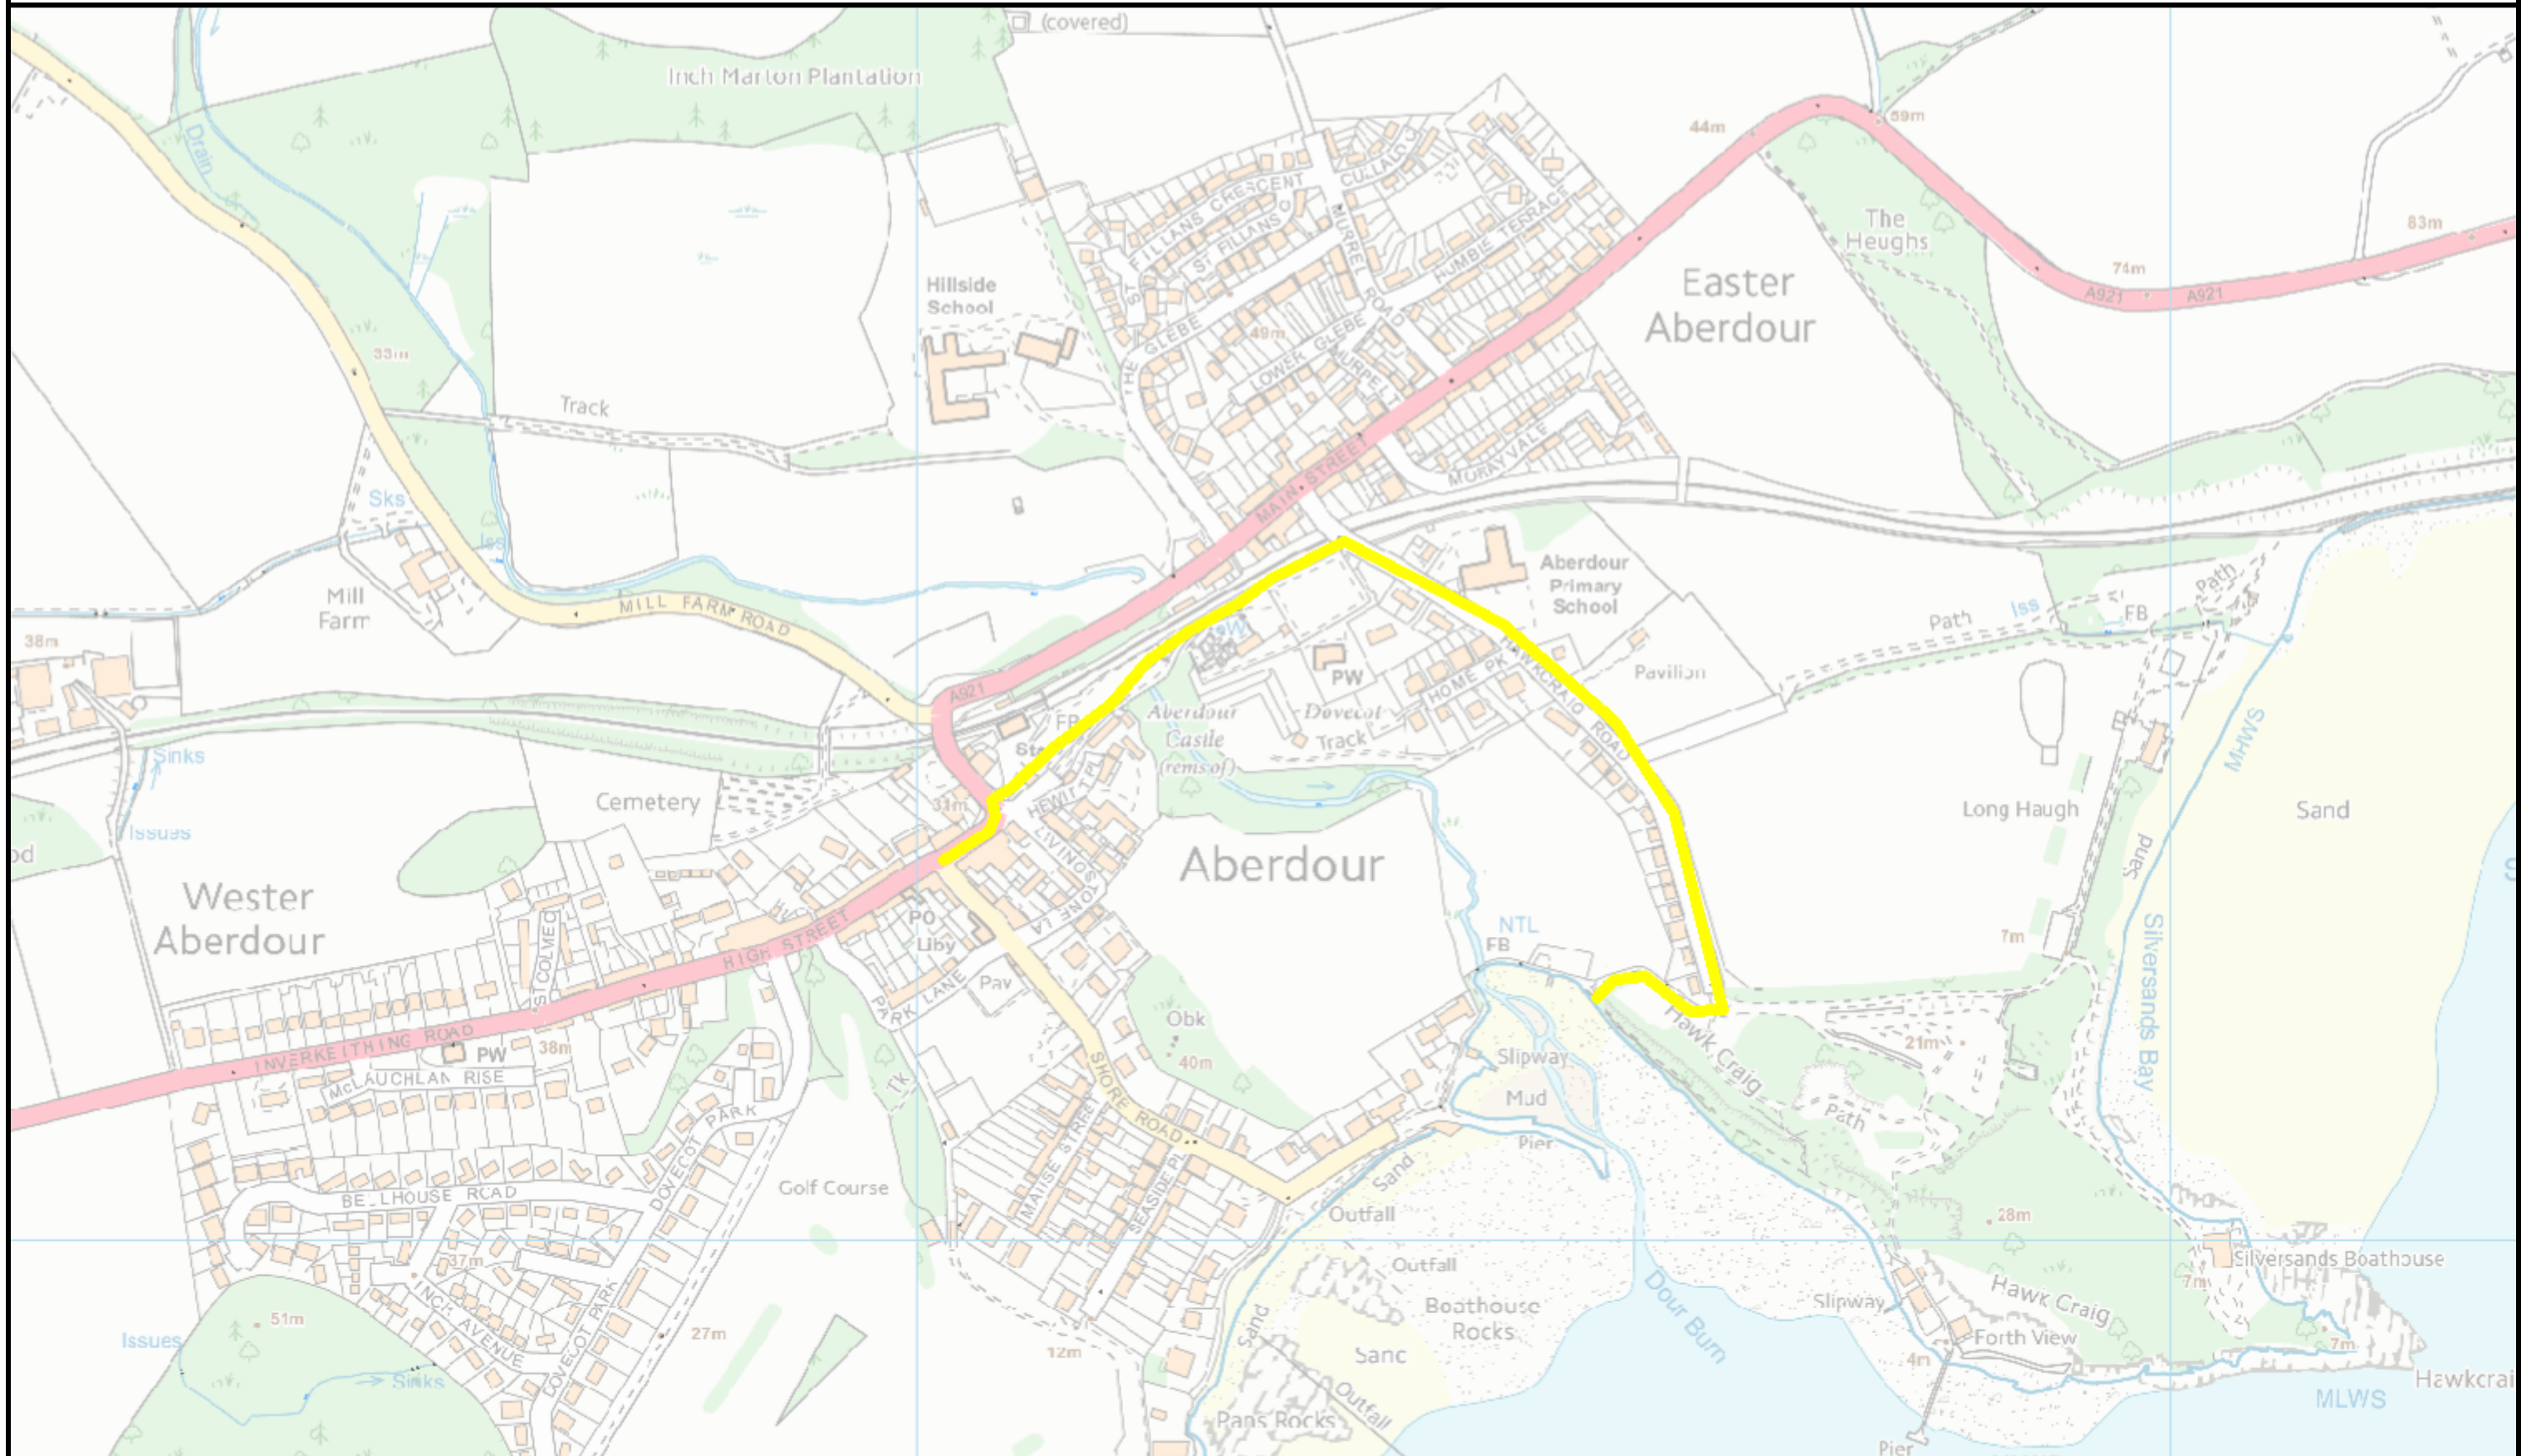 (covered)
Inch Marton Plantation
59m
44m
Drain
ST FILLANS CRESCENT
ST FILLANS
MURREL ROAD
HUMBIE TERRACE
The
Heughs
83m
74m
A921
A921
Hillside
School
Easter
Aberdour
THE GLEBE
49m
LOWER GLEBE
33m
Track
MAIN STREET
MORAYVALE
Sks
Iss
Aberdour
Primary
School
Mill
Farm
MILL FARM ROAD
Path
Iss
Path
FB
38m
PW
HOME PK
HAWKCRAIG ROAD
Pavilion
A921
FB
Aberdour
Castle
(rems of)
Dovecot
Track
MHWS
Sinks
Cemetery
31m
HEWITT PL
Issues
Long Haugh
Sand
Sand
Wester
Aberdour
Aberdour
LIVINGSTONE LA
PO
Liby
HIGH STREET
NTL
FB
7m
Silversands Bay
ST COLME
Pav
PARK LANE
Obk
40m
Hawk Craig
21m
INVERKEITHING ROAD
PW
38m
McLAUCHLAN RISE
Tk
SHORE ROAD
Slipway
Mud
Pier
Path
DOVECOT PARK
BELLHOUSE ROAD
Golf Course
MANSE STREET
SEASIDE PL
Sand
Outfall
28m
37m
INCH AVENUE
DOVECOT PARK
Outfall
Silversands Boathouse
7m
51m
Issues
Sinks
27m
12m
Sand
Boathouse
Rocks
Dour Burn
Slipway
Hawk Craig
Forth View
4m
7m
Sanc
Outfall
Pans Rocks
Hawkcrai
MLWS
Pier